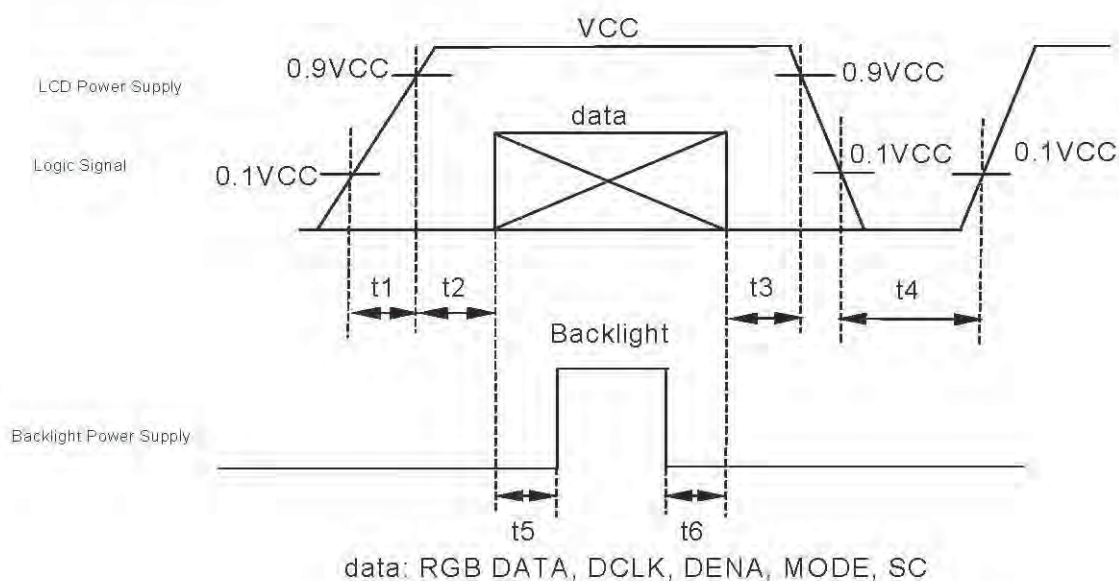 VCC
0.9VCC
0.9VCC
LCD Power Supply
data
Logic Signal
0.1VCC
0.1VCC
0.1VCC
t1
t2
t3
t4
Backlight
Backlight Power Supply
t5
t6
data: RGB DATA, DCLK, DENA, MODE, SC